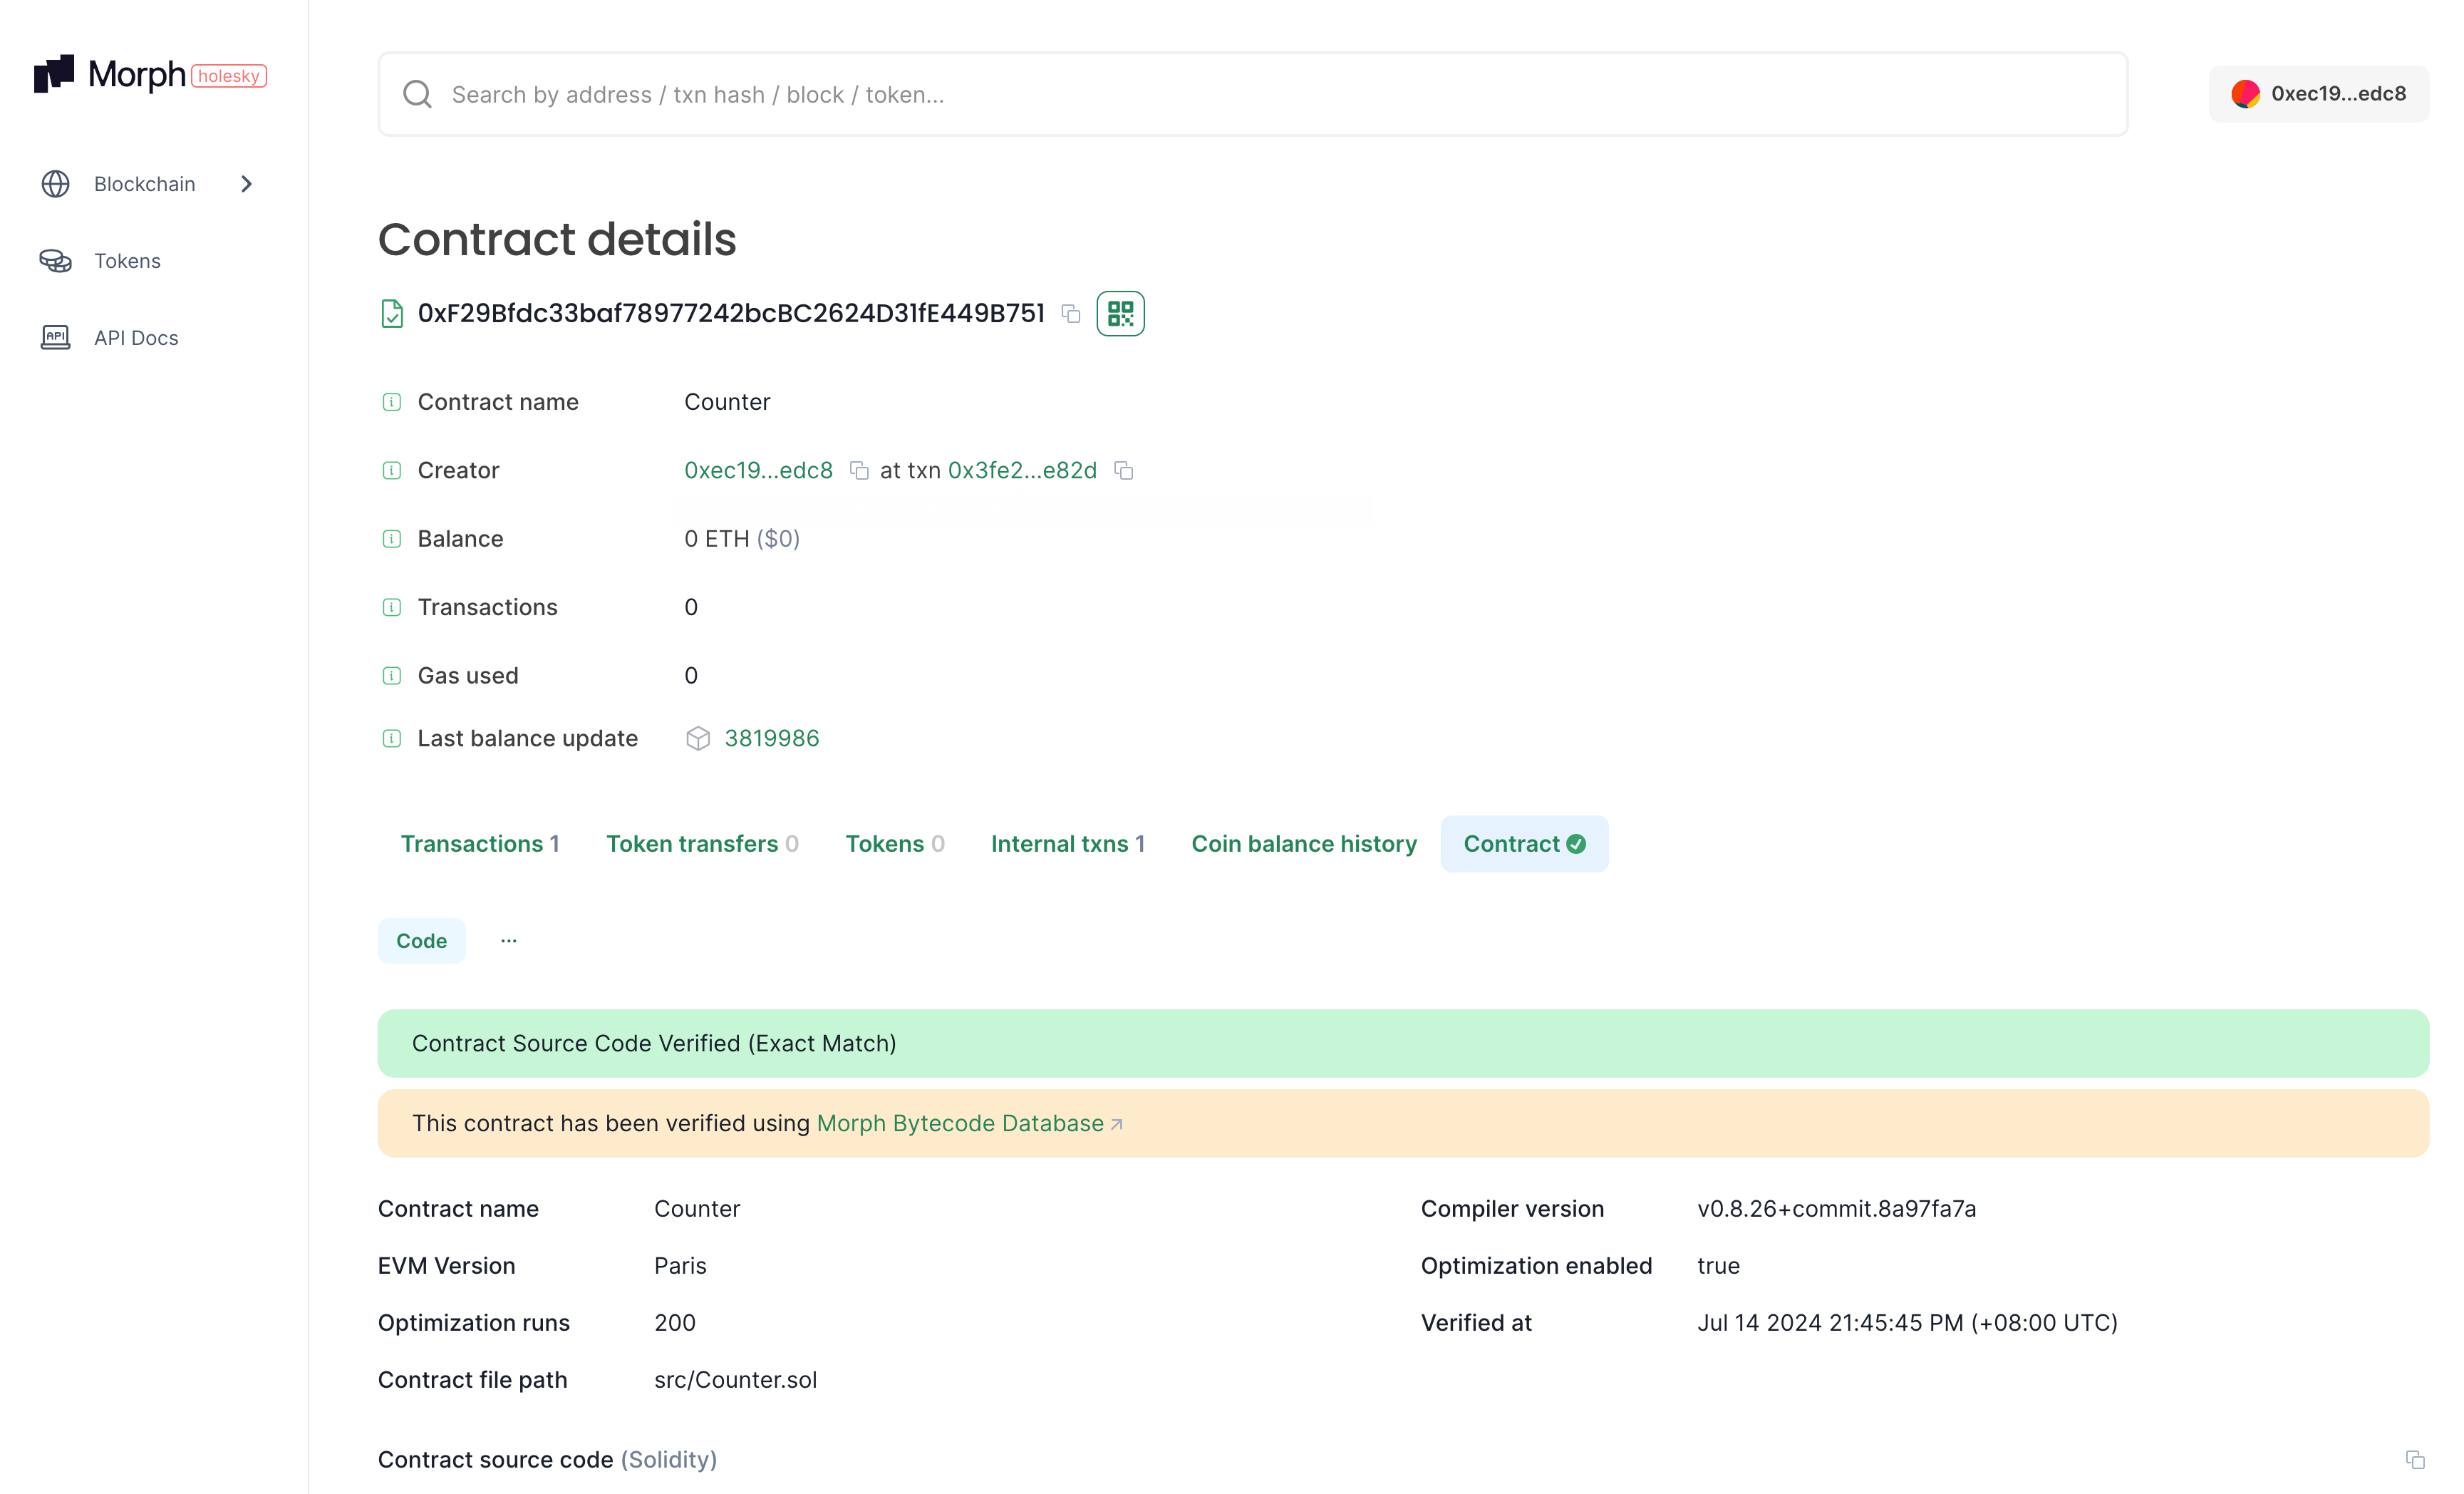 Morph holesky
Search by address / txn hash / block / token...
0xec19...edc8
Blockchain
Tokens
API Docs
Contract details
0xF29Bfdc33baf78977242bcBC2624D31fE449B751
Contract name Counter
Creator 0xec19...edc8 at txn 0x3fe2...e82d
Balance 0 ETH ($0)
Transactions 0
Gas used 0
Last balance update 3819986
Transactions 1 Token transfers 0 Tokens 0 Internal txns 1 Coin balance history Contract
Code ...
Contract Source Code Verified (Exact Match)
This contract has been verified using Morph Bytecode Database
Contract name Counter Compiler version v0.8.26+commit.8a97fa7a
EVM Version Paris Optimization enabled true
Optimization runs 200 Verified at Jul 14 2024 21:45:45 PM (+08:00 UTC)
Contract file path src/Counter.sol
Contract source code (Solidity)